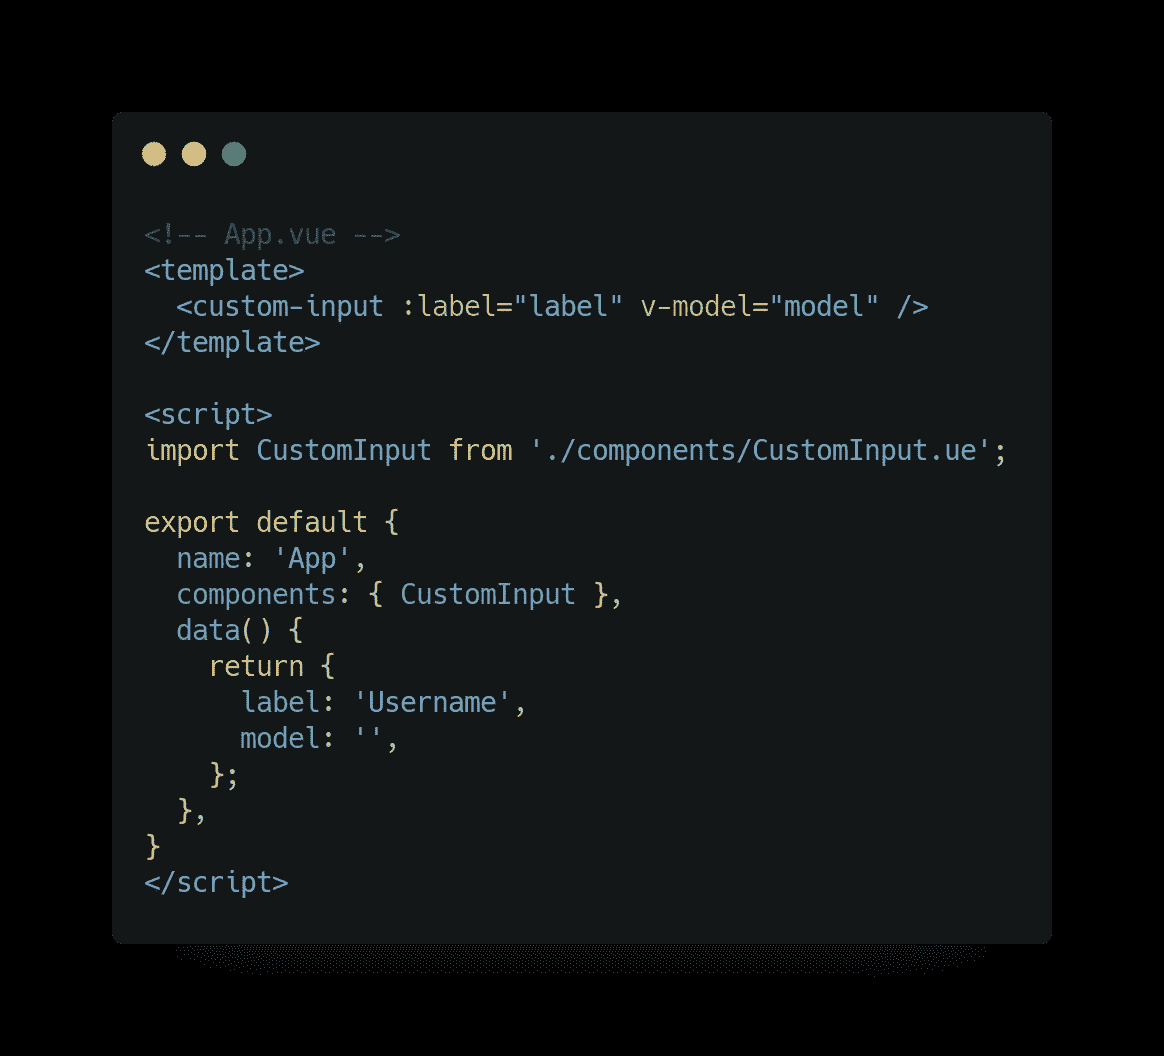 <!-- App.vue -->
<template>
  <custom-input :label="label" v-model="model" />
</template>

<script>
import CustomInput from './components/CustomInput.ue';

export default {
  name: 'App',
  components: { CustomInput },
  data() {
    return {
      label: 'Username',
      model: '',
    };
  },
}
</script>